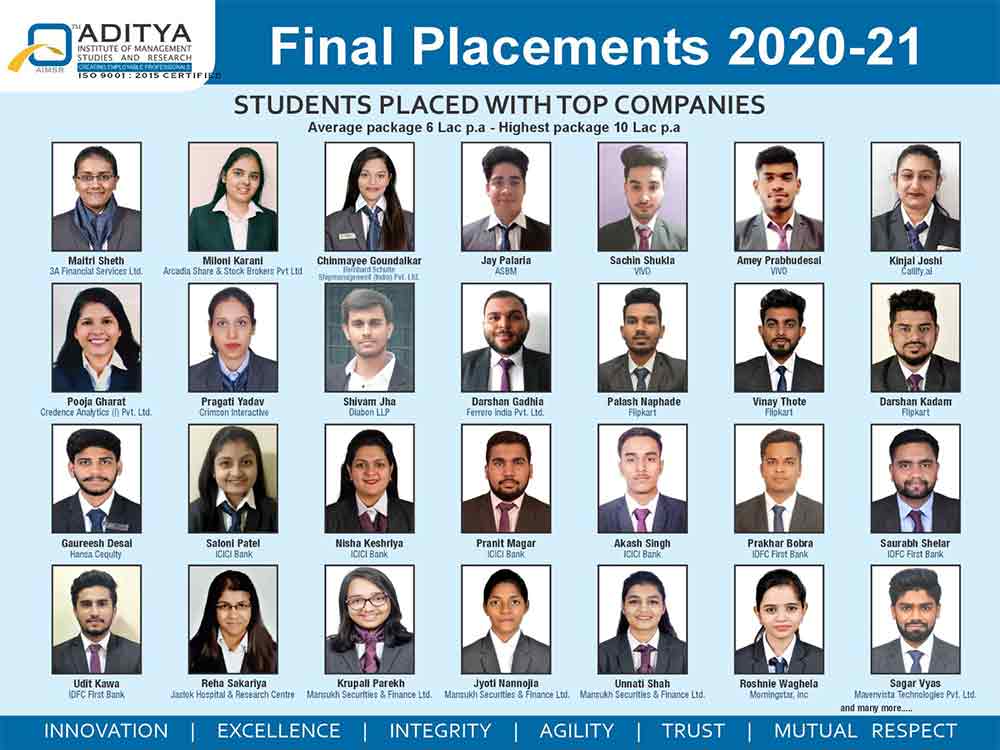 TM
ADITYA
INSTITUTE OF MANAGEMENT
STUDIES AND RESEARCH
CREATING EMPLOYABLE PROFESSIONALS
AIMSR
ISO 9001 : 2015 CERTIFIED
Final Placements 2020-21
STUDENTS PLACED WITH TOP COMPANIES
Average package 6 Lac p.a - Highest package 10 Lac p.a
Maitri Sheth
3A Financial Services Ltd.
Miloni Karani
Arcadia Share & Stock Brokers Pvt Ltd
Chinmayee Goundalkar
Bernhard Schulte
Shipmanagement (India) Pvt. Ltd.
Jay Palaria
ASBM
Sachin Shukla
VIVO
Amey Prabhudesai
VIVO
Kinjal Joshi
Callify.ai
Pooja Gharat
Credence Analytics (I) Pvt. Ltd.
Pragati Yadav
Crimson Interactive
Shivam Jha
Diabon LLP
Darshan Gadhia
Ferrero India Pvt. Ltd.
Palash Naphade
Flipkart
Vinay Thote
Flipkart
Darshan Kadam
Flipkart
Gaureesh Desai
Hansa Cequity
Saloni Patel
ICICI Bank
Nisha Keshriya
ICICI Bank
Pranit Magar
ICICI Bank
Akash Singh
ICICI Bank
Prakhar Bobra
IDFC First Bank
Saurabh Shelar
IDFC First Bank
Udit Kawa
IDFC First Bank
Reha Sakariya
Jaslok Hospital & Research Centre
Krupali Parekh
Mansukh Securities & Finance Ltd.
Jyoti Nannojia
Mansukh Securities & Finance Ltd.
Unnati Shah
Mansukh Securities & Finance Ltd.
Roshnie Waghela
Morningstar, Inc
Sagar Vyas
Mavenvista Technologies Pvt. Ltd.
and many more.....
INNOVATION | EXCELLENCE | INTEGRITY | AGILITY | TRUST | MUTUAL RESPECT